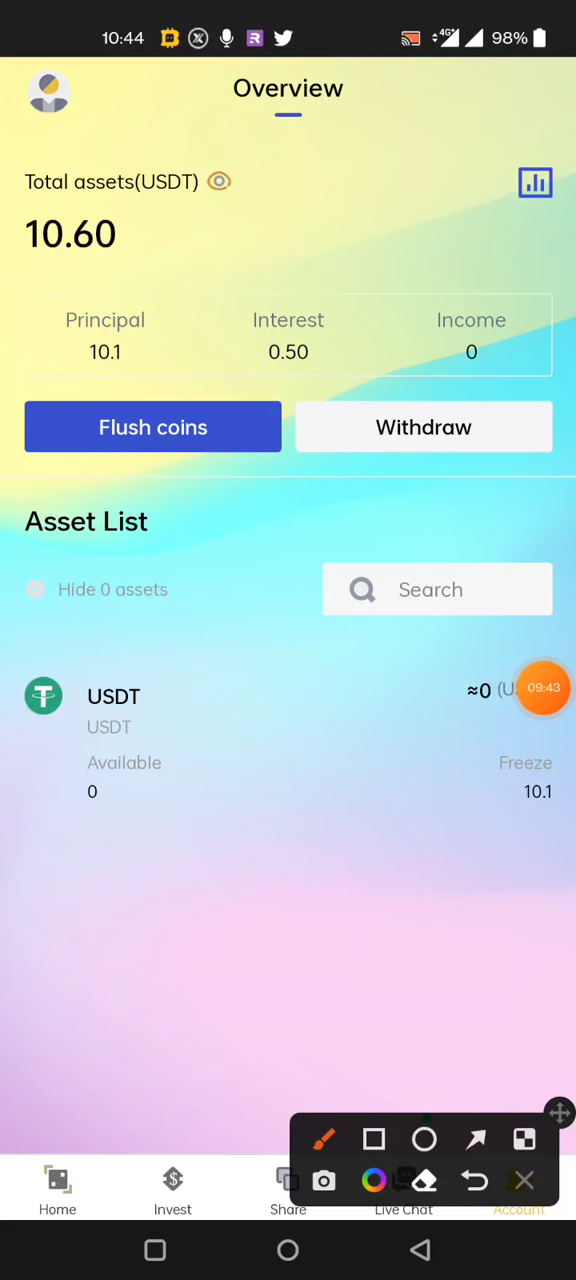 10:44 4G+ 98%
Overview
Total assets(USDT)
10.60
Principal Interest Income
10.1 0.50 0
Flush coins Withdraw
Asset List
Hide 0 assets Search
USDT ≈0 (U 09:43
USDT
Available Freeze
0 10.1
Home Invest Share Live Chat Account